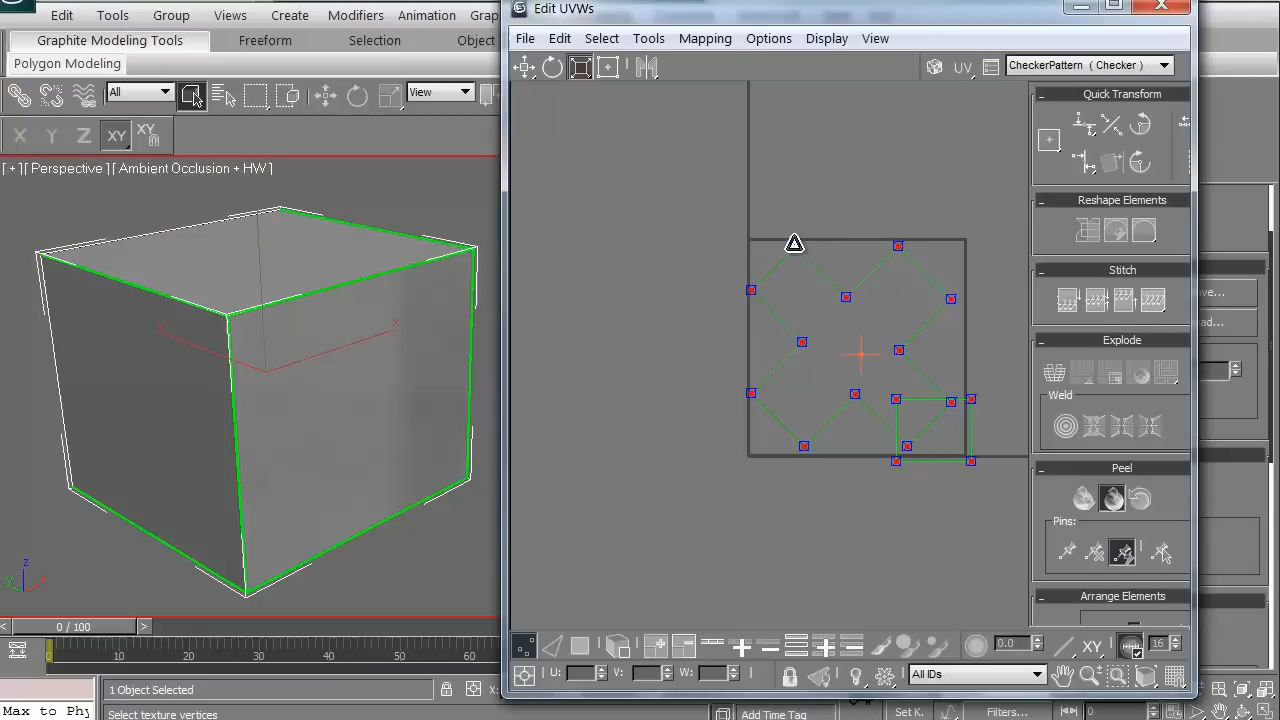 Edit Tools Group Views Create Modifiers Animation
Graphite Modeling Tools Freeform Selection Object
Polygon Modeling
All View
X Y Z XY XY
[ + ] [ Perspective ] [ Ambient Occlusion + HW ]
X X
z
y x
0 / 100
10 20 30 40 50 60
1 Object Selected X:
Max to Phy Select texture vertices Add Time Tag Set K. Filters... 0
Edit UVWs
File Edit Select Tools Mapping Options Display View
UV CheckerPattern ( Checker )
Quick Transform
Reshape Elements
Stitch
Explode
Weld
Peel
Pins:
Arrange Elements
0.0 XY 16
U: V: W: All IDs